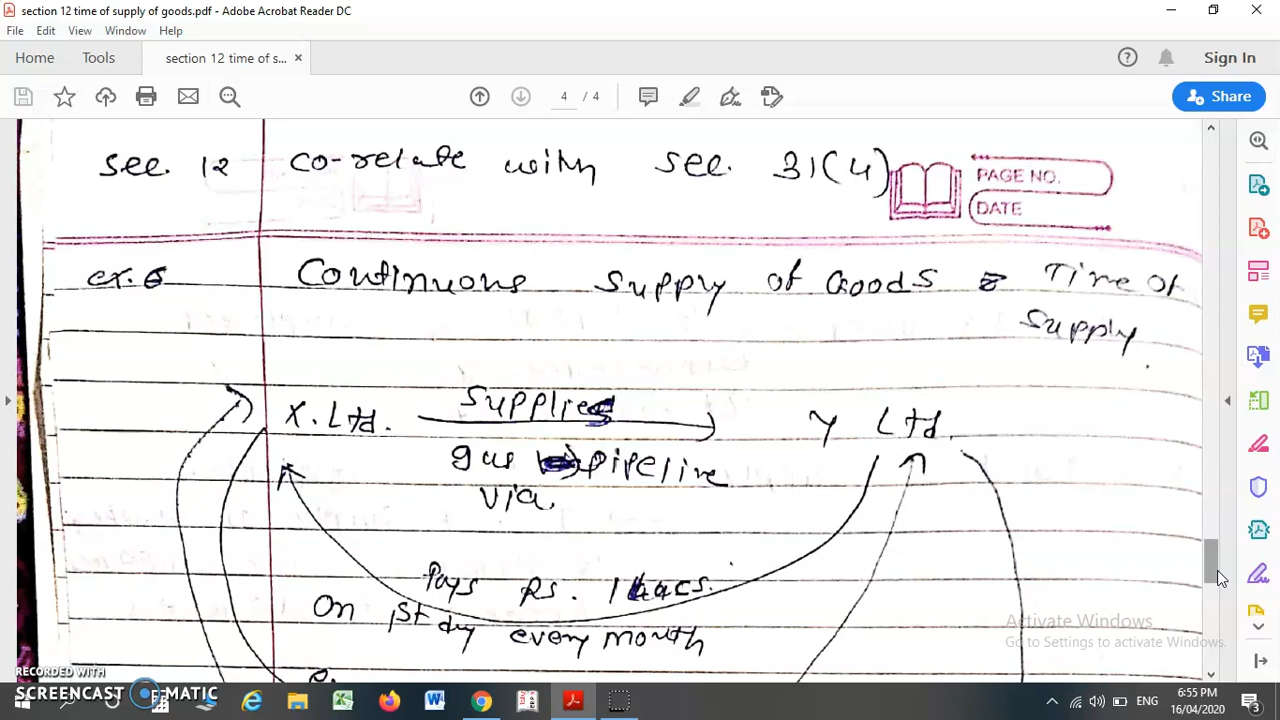 section 12 time of supply of goods.pdf - Adobe Acrobat Reader DC
File Edit View Window Help
Home Tools section 12 time of s... × Sign In
4 / 4 Share
sec. 12 co-relate with sec. 31(4)
PAGE NO.
DATE
ex. 6 Continuous supply of Goods Time of
supply.
X. Ltd. supplies Y Ltd.
gas pipeline
via
Pays Rs. 1 Lacs.
On 1st day every month
Activate Windows
Go to Settings to activate Windows.
RECORDED WITH
SCREENCAST MATIC
ENG
6:55 PM
16/04/2020
3